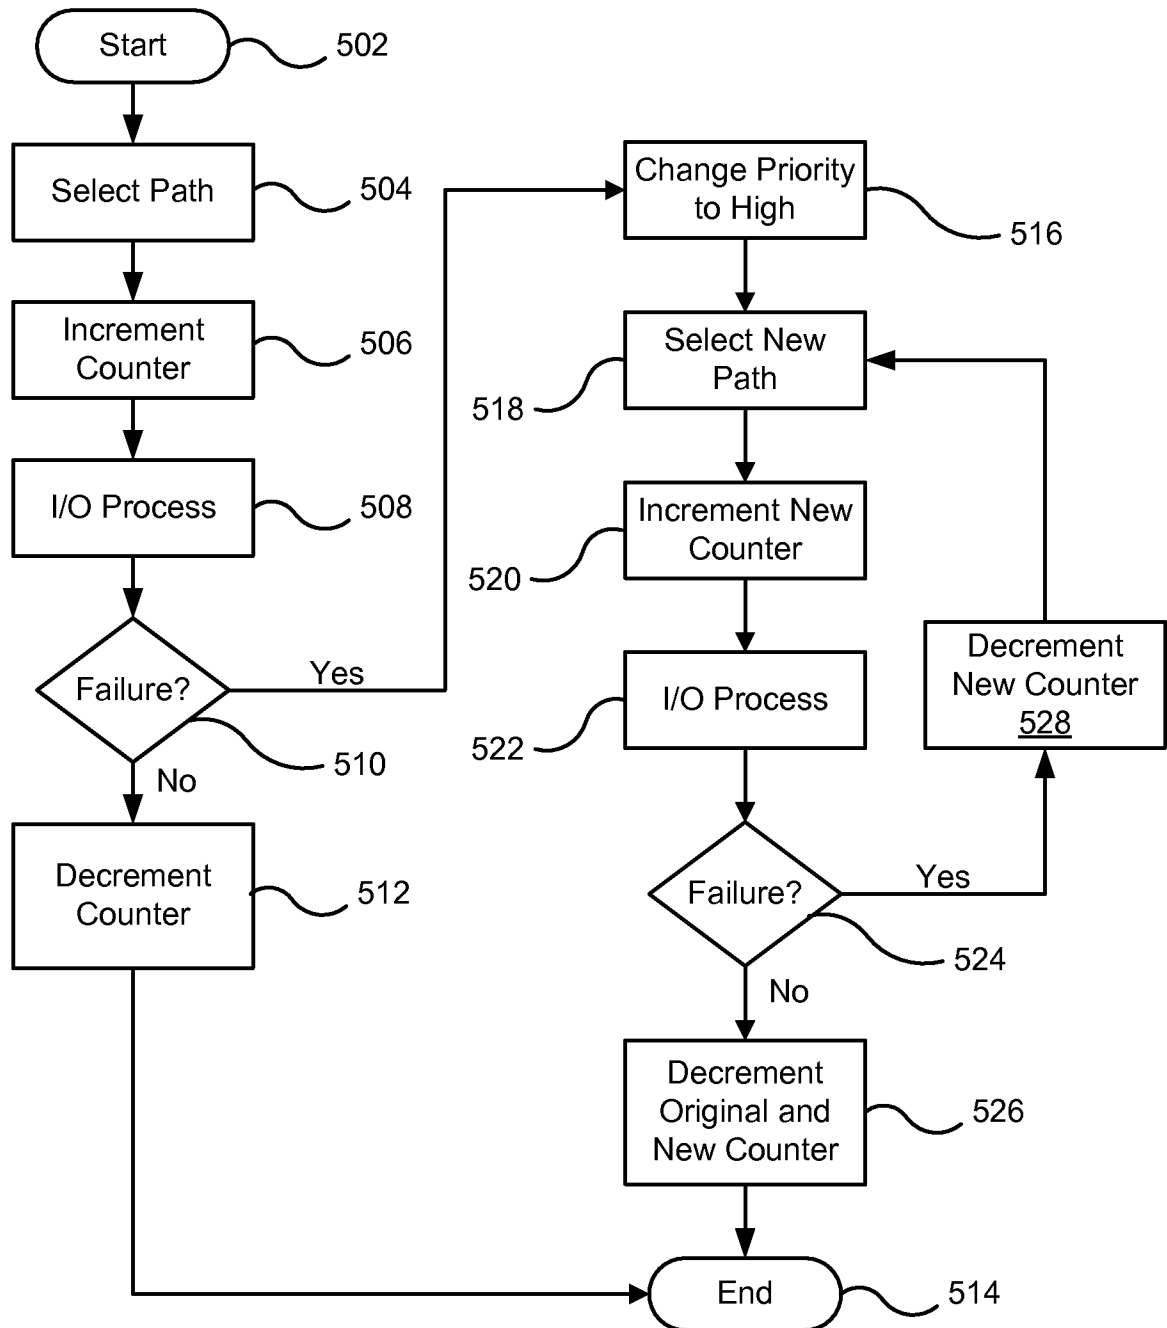 Start
502
Select Path
504
Increment
Counter
506
I/O Process
508
Failure?
Yes
510
No
Decrement
Counter
512
Change Priority
to High
516
Select New
Path
518
Increment New
Counter
520
I/O Process
522
Decrement
New Counter
528
Failure?
Yes
524
No
Decrement
Original and
New Counter
526
End
514